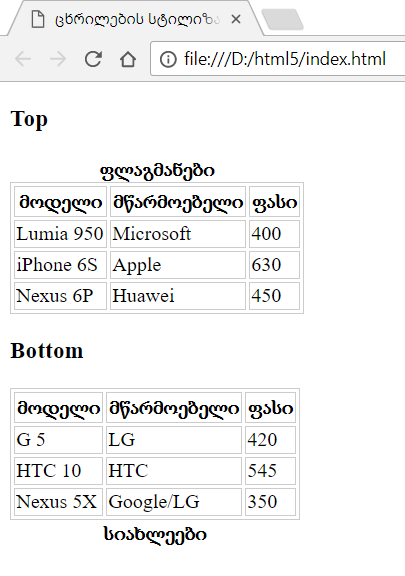 ცხრილების სტილიზა
file:///D:/html5/index.html
Top
ფლაგმანები
მოდელი მწარმოებელი ფასი
Lumia 950 Microsoft 400
iPhone 6S Apple 630
Nexus 6P Huawei 450
Bottom
მოდელი მწარმოებელი ფასი
G 5 LG 420
HTC 10 HTC 545
Nexus 5X Google/LG 350
სიახლეები